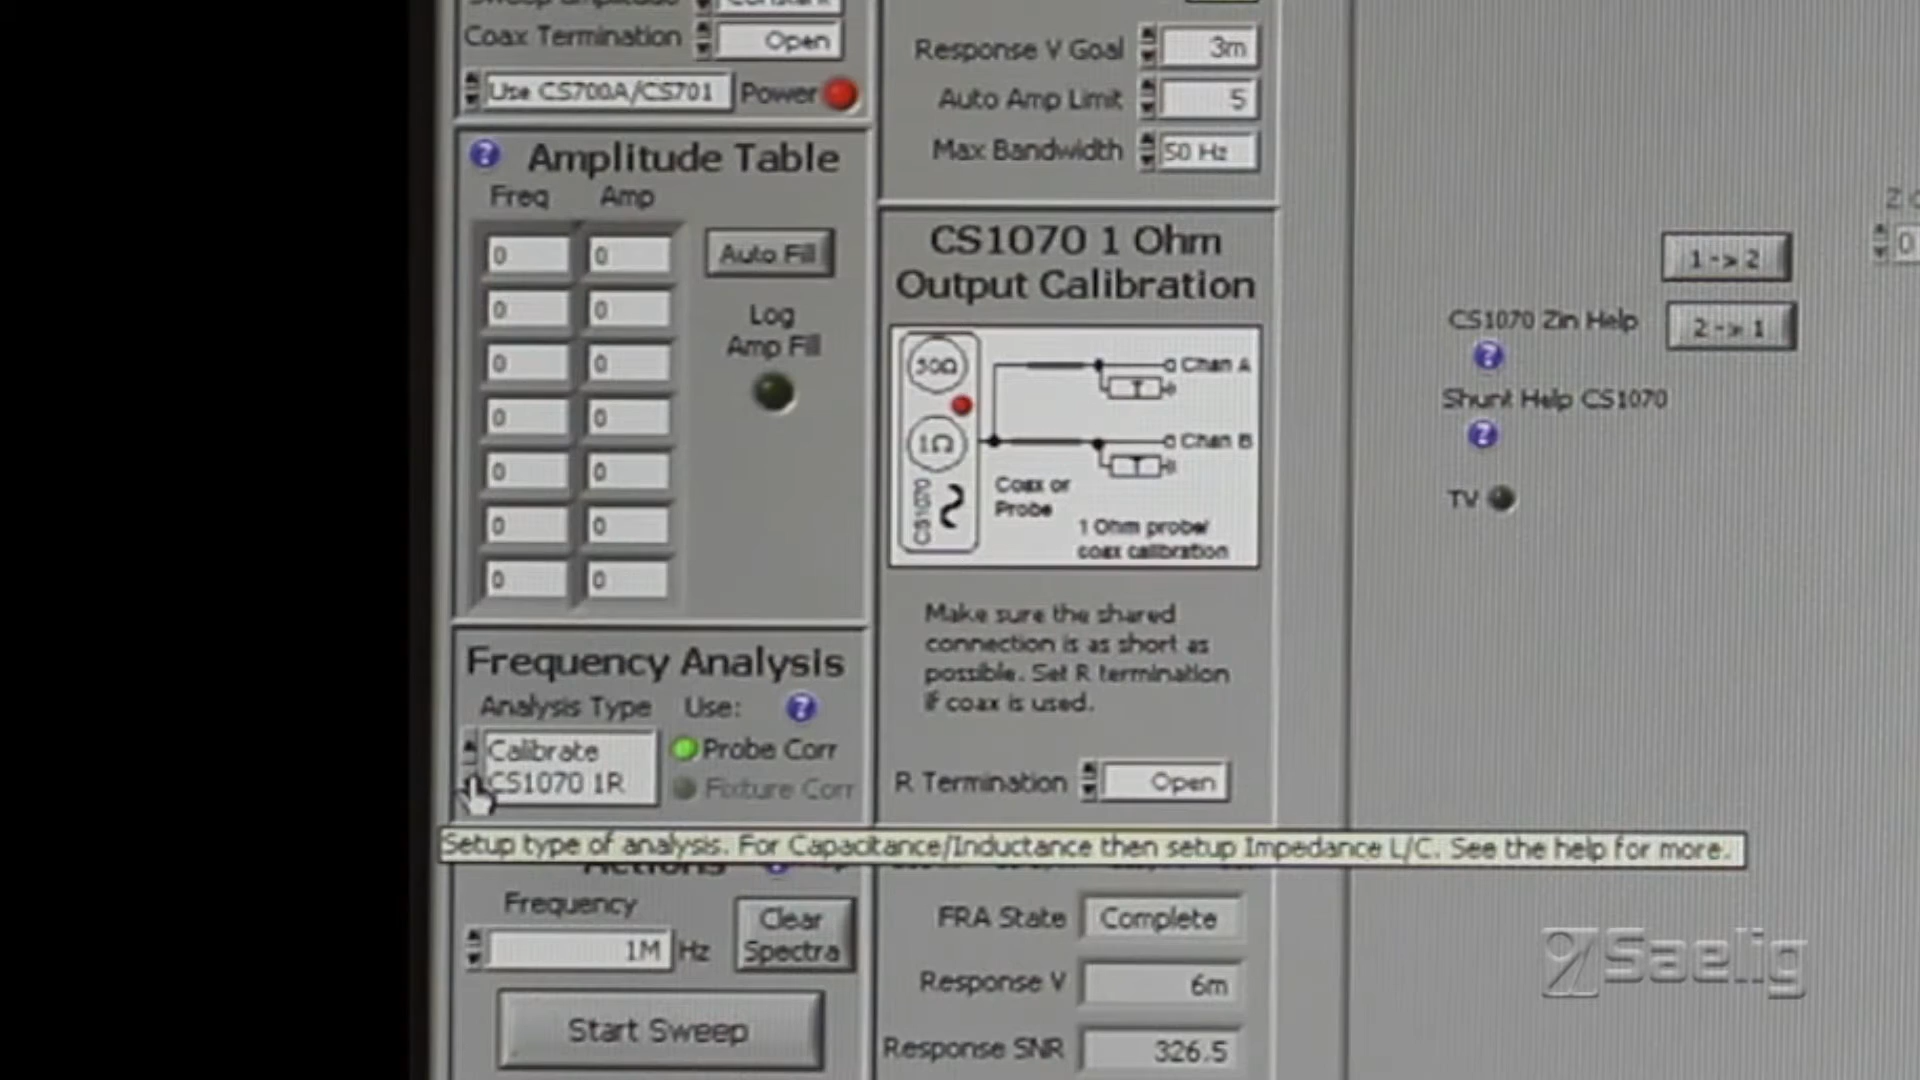 Sweep Amplitude Constant
Coax Termination Open
Use CS700A/CS701 Power
Amplitude Table
Freq Amp
0 0
0 0
0 0
0 0
0 0
0 0
0 0
Auto Fill
Log
Amp Fill
Frequency Analysis
Analysis Type Use:
Calibrate
CS1070 1R
Probe Corr
Fixture Corr
Setup type of analysis. For Capacitance/Inductance then setup Impedance L/C. See the help for more.
Actions
Frequency
1M Hz
Clear
Spectra
Start Sweep
Response V Goal 3m
Auto Amp Limit 5
Max Bandwidth 50 Hz
CS1070 1 Ohm
Output Calibration
50Ω
1Ω
CS1070
Chan A
Chan B
Coax or
Probe
1 Ohm probe/
coax calibration
Make sure the shared
connection is as short as
possible. Set R termination
if coax is used.
R Termination Open
FRA State Complete
Response V 6m
Response SNR 326.5
1 -> 2
2 -> 1
CS1070 Zin Help
Shunt Help CS1070
TV
0
Saelig